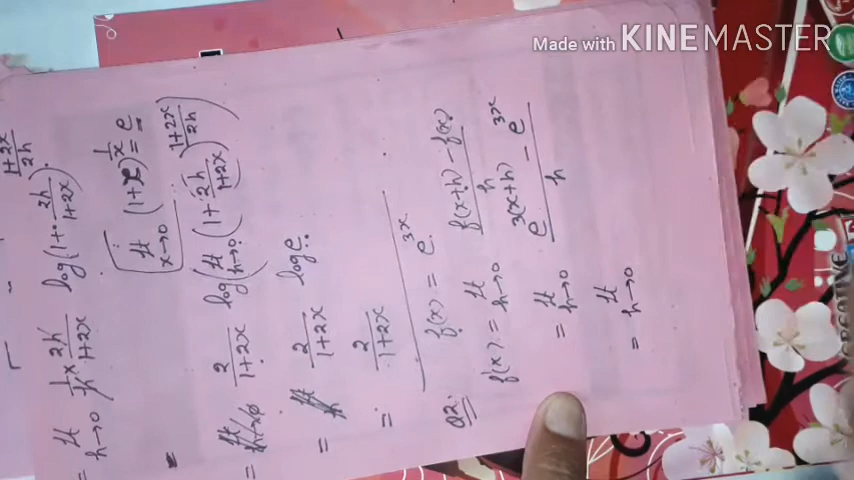 Made with KINEMASTER
1+2x/2h
= lt h→0 1/h × 2h/1+2x log(1+ 2h/1+2x)
lt x→0 (1+x)^1/x = e
= 2/1+2x log(lt h→0 (1+ 2h/1+2x)^1+2x/2h)
= 2/1+2x log e
= 2/1+2x
Q2. f(x) = e^3x
f'(x) = lt h→0 f(x+h) - f(x)/h
= lt h→0 e^3(x+h) - e^3x/h
= lt h→0
CREATIVE